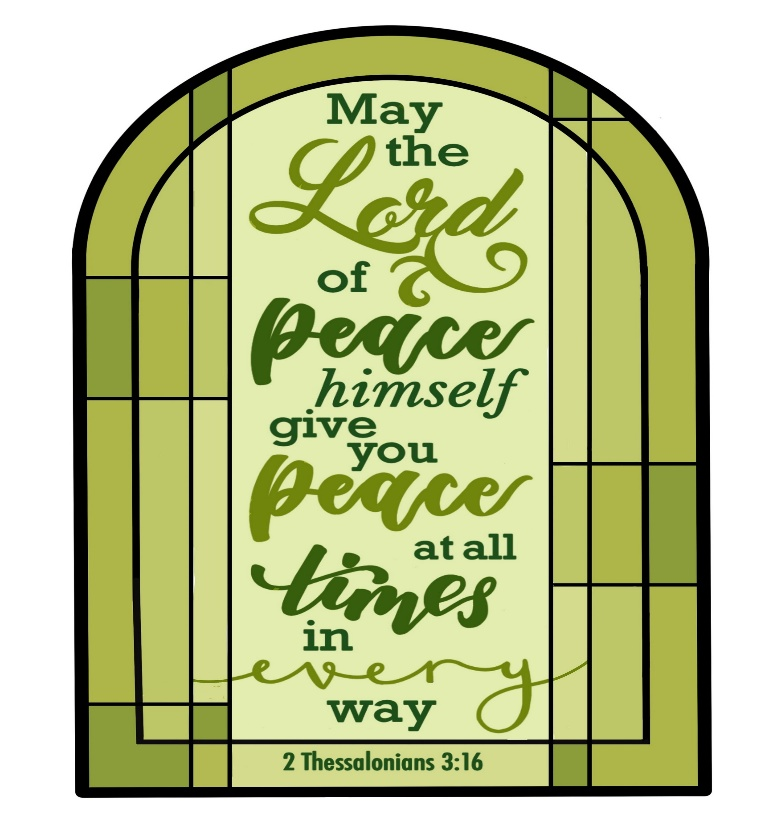 May
the
Lord
of
peace
himself
give
you
peace
at all
times
in
every
way
2 Thessalonians 3:16